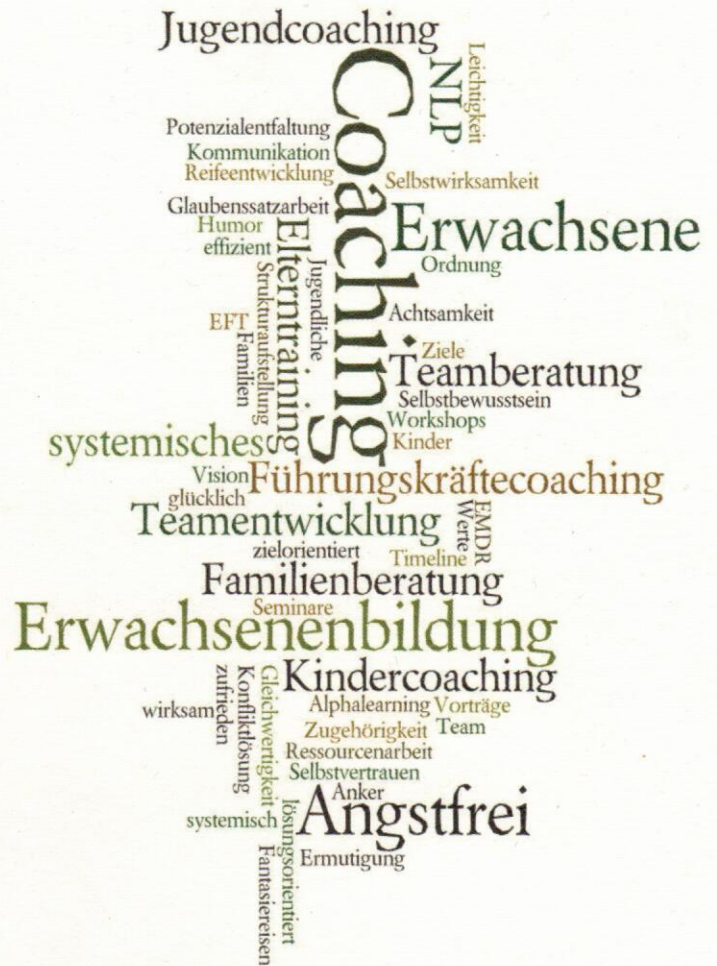 Jugendcoaching
Coaching
NLP
Leichtigkeit
Potenzialentfaltung
Kommunikation
Reifeentwicklung
Selbstwirksamkeit
Glaubenssatzarbeit
Humor
Erwachsene
effizient
Elterntraining
Jugendliche
Ordnung
Strukturaufstellung
EFT
Familien
Achtsamkeit
Ziele
Teamberatung
Selbstbewusstsein
Workshops
systemisches
Kinder
Vision
Führungskräftecoaching
glücklich
Teamentwicklung
Werte
EMDR
zielorientiert
Timeline
Familienberatung
Seminare
Erwachsenenbildung
Kindercoaching
zufrieden
Konfliktlösung
Gleichwertigkeit
wirksam
Alphalearning
Vorträge
Zugehörigkeit
Team
Ressourcenarbeit
Selbstvertrauen
Anker
Angstfrei
systemisch
lösungsorientiert
Ermutigung
Fantasiereisen